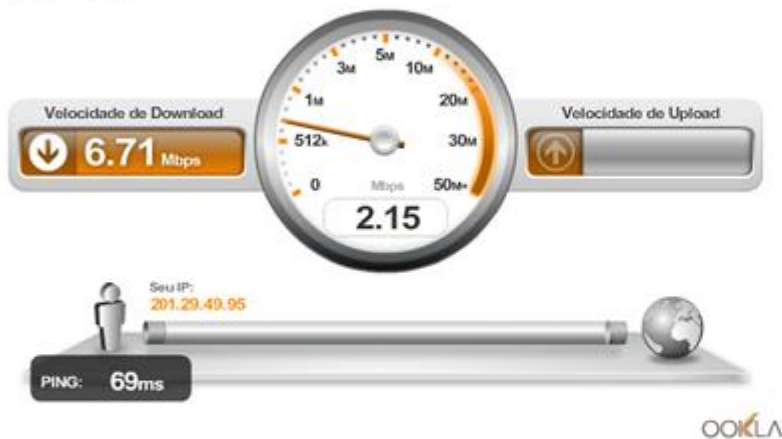 Velocidade de Download
6.71 Mbps
0
512k
1M
3M
5M
10M
20M
30M
50M+
Mbps
2.15
Velocidade de Upload
Seu IP:
201.29.49.95
PING: 69ms
OOKLA